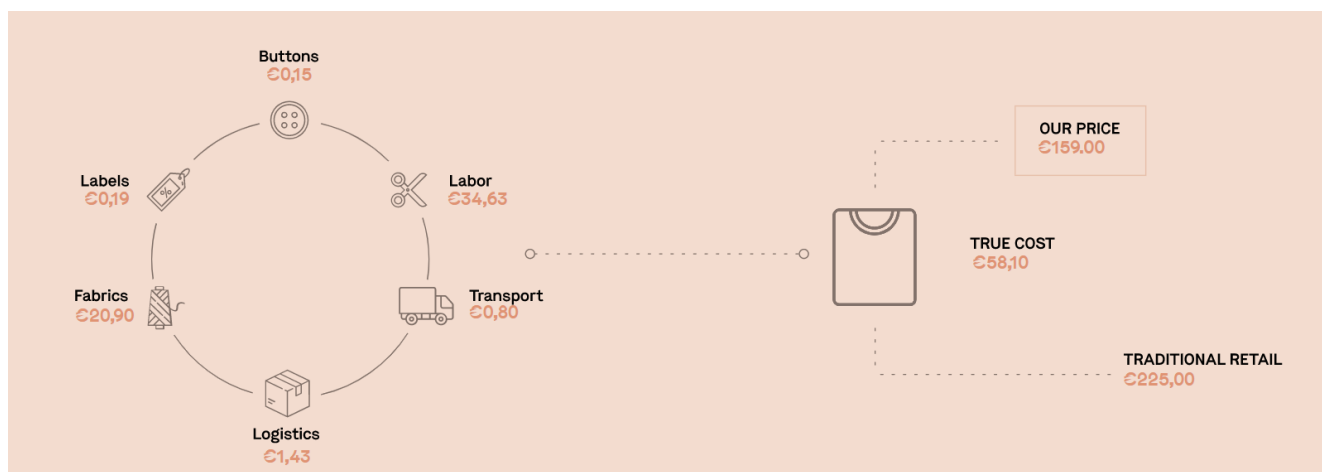 Buttons
€0,15
Labels
€0,19
%
Labor
€34,63
Fabrics
€20,90
Transport
€0,80
Logistics
€1,43
OUR PRICE
€159.00
TRUE COST
€58,10
TRADITIONAL RETAIL
€225,00